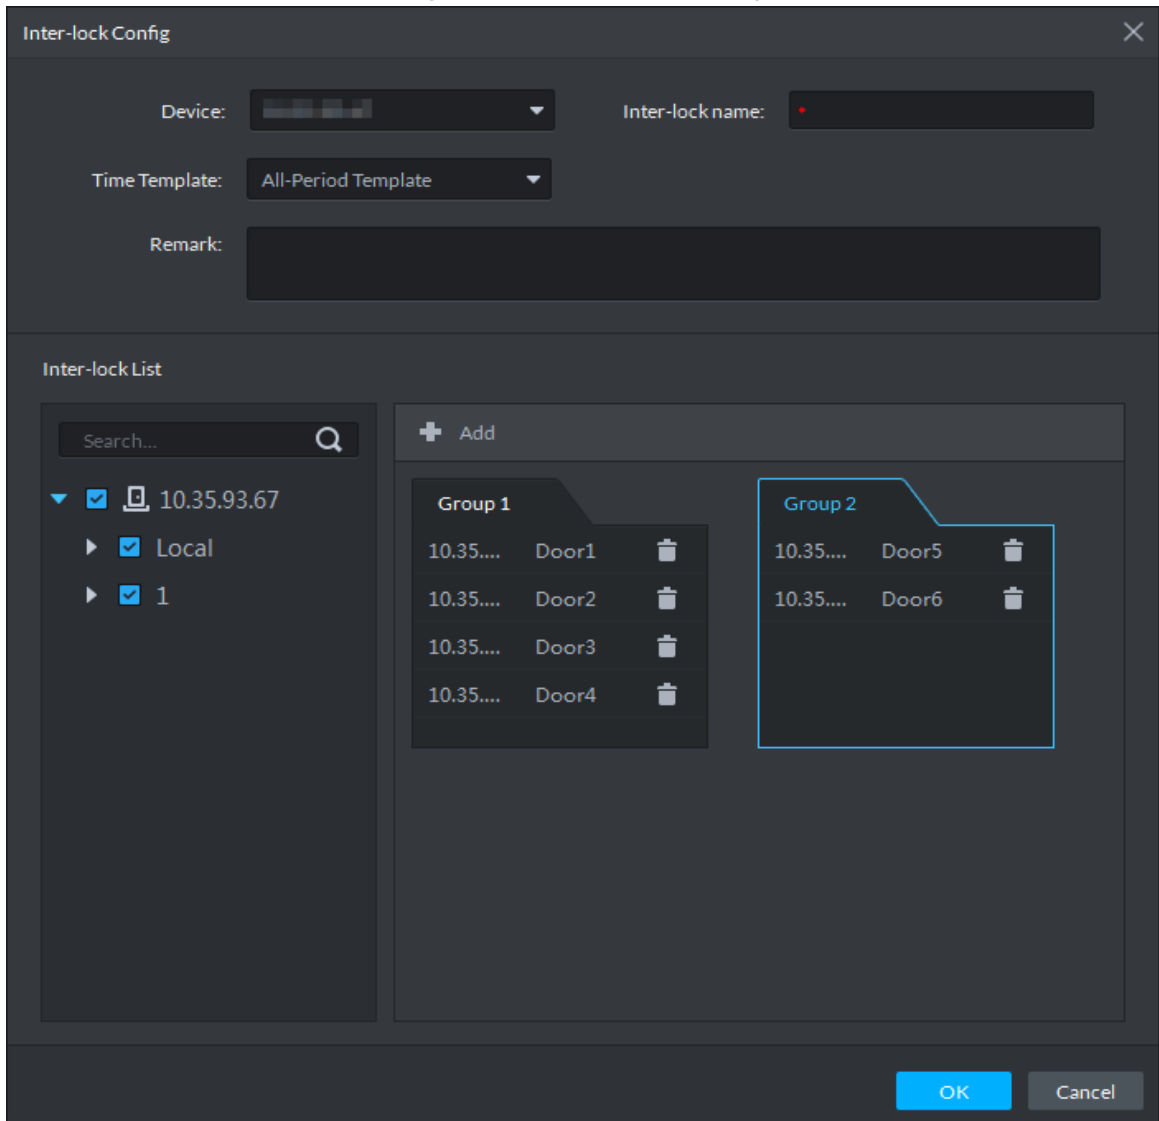 Inter-lock Config
Device:
Inter-lock name:
Time Template: All-Period Template
Remark:
Inter-lock List
Search...
Add
10.35.93.67
Local
1
Group 1
10.35.... Door1
10.35.... Door2
10.35.... Door3
10.35.... Door4
Group 2
10.35.... Door5
10.35.... Door6
OK Cancel